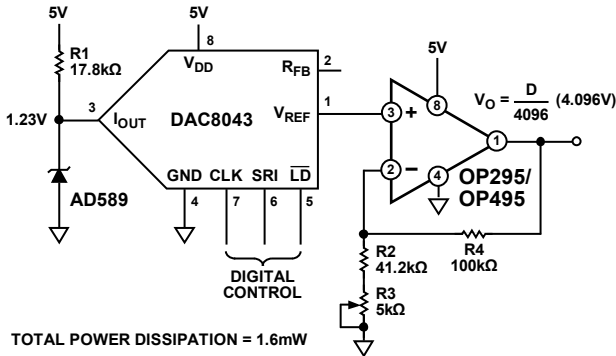 5V
R1
17.8kΩ
1.23V
3
5V
8
V_DD
R_FB
2
I_OUT
DAC8043
V_REF
1
GND CLK SRI L̅D̅
4
7
6
5
AD589
DIGITAL
CONTROL
5V
3
+
8
2
−
4
1
V_O = D/4096 (4.096V)
OP295/
OP495
R4
100kΩ
R2
41.2kΩ
R3
5kΩ
TOTAL POWER DISSIPATION = 1.6mW